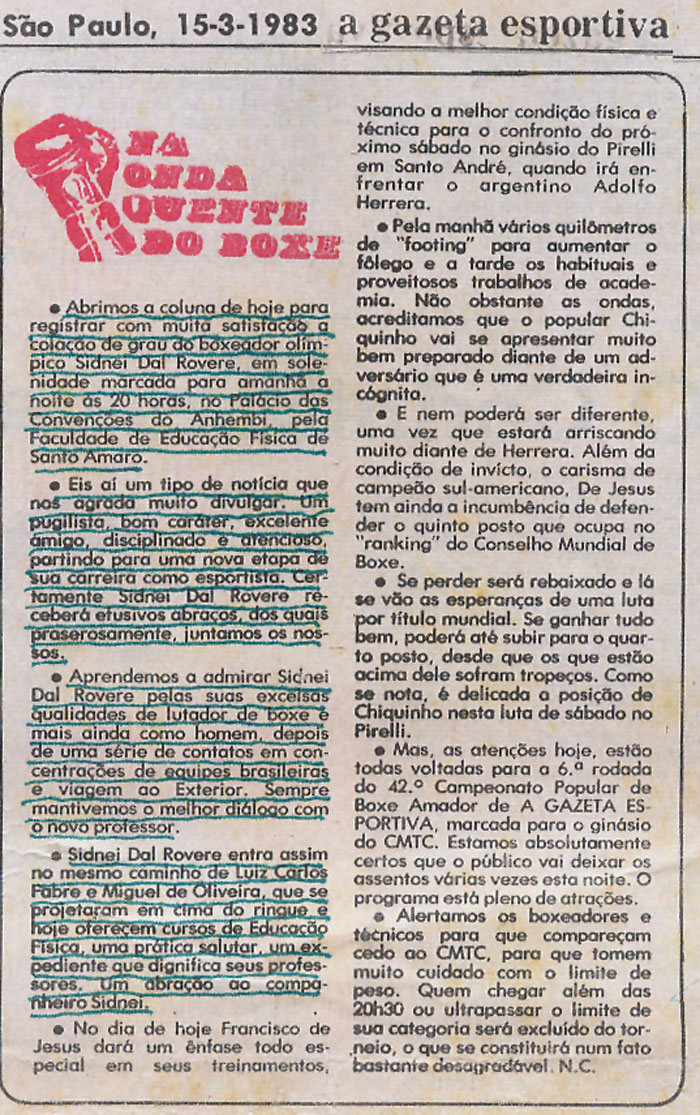 São Paulo, 15-3-1983 a gazeta esportiva
NA
ONDA
QUENTE
DO BOXE
● Abrimos a coluna de hoje para
registrar com muita satisfação a
colação de grau do boxeador olím-
pico Sidnei Dal Rovere, em sole-
nidade marcada para amanhã a
noite às 20 horas, no Palácio das
Convenções do Anhembi, pela
Faculdade de Educação Física de
Santo Amaro.
● Eis aí um tipo de notícia que
nos agrada muito divulgar. Um
pugilista, bom caráter, excelente
amigo, disciplinado e atencioso,
partindo para uma nova etapa de
sua carreira como esportista. Cer-
tamente Sidnei Dal Rovere re-
ceberá efusivos abraços, dos quais
praserosamente, juntamos os nos-
sos.
● Aprendemos a admirar Sidnei
Dal Rovere pelas suas excelsas
qualidades de lutador de boxe e
mais ainda como homem, depois
de uma série de contatos em con-
centrações de equipes brasileiras
e viagem ao Exterior. Sempre
mantivemos o melhor diálogo com
o novo professor.
● Sidnei Dal Rovere entra assim
no mesmo caminho de Luiz Carlos
Fabre e Miguel de Oliveira, que se
projetaram em cima do ringue e
hoje oferecem cursos de Educação
Física, uma prática salutar, um ex-
pediente que dignifica seus profes-
sores. Um abração ao compa-
nheiro Sidnei.
● No dia de hoje Francisco de
Jesus dará um ênfase todo es-
pecial em seus treinamentos,
visando a melhor condição física e
técnica para o confronto do pró-
ximo sábado no ginásio do Pirelli
em Santo André, quando irá en-
frentar o argentino Adolfo
Herrera.
● Pela manhã vários quilômetros
de "footing" para aumentar o
fôlego e a tarde os habituais e
proveitosos trabalhos de acade-
mia. Não obstante as ondas,
acreditamos que o popular Chi-
quinho vai se apresentar muito
bem preparado diante de um ad-
versário que é uma verdadeira in-
cógnita.
● E nem poderá ser diferente,
uma vez que estará arriscando
muito diante de Herrera. Além da
condição de invícto, o carisma de
campeão sul-americano, De Jesus
tem ainda a incumbência de defen-
der o quinto posto que ocupa no
"ranking" do Conselho Mundial de
Boxe.
● Se perder será rebaixado e lá
se vão as esperanças de uma luta
por título mundial. Se ganhar tudo
bem, poderá até subir para o quar-
to posto, desde que os que estão
acima dele sofram tropeços. Como
se nota, é delicada a posição de
Chiquinho nesta luta de sábado no
Pirelli.
● Mas, as atenções hoje, estão
todas voltadas para a 6.ª rodada
do 42.º Campeonato Popular de
Boxe Amador de A GAZETA ES-
PORTIVA, marcada para o ginásio
do CMTC. Estamos absolutamente
certos que o público vai deixar os
assentos várias vezes esta noite. O
programa está pleno de atrações.
● Alertamos os boxeadores e
técnicos para que compareçam
cedo ao CMTC, para que tomem
muito cuidado com o limite de
peso. Quem chegar além das
20h30 ou ultrapassar o limite de
sua categoria será excluído do tor-
neio, o que se constituirá num fato
bastante desagradável. N.C.